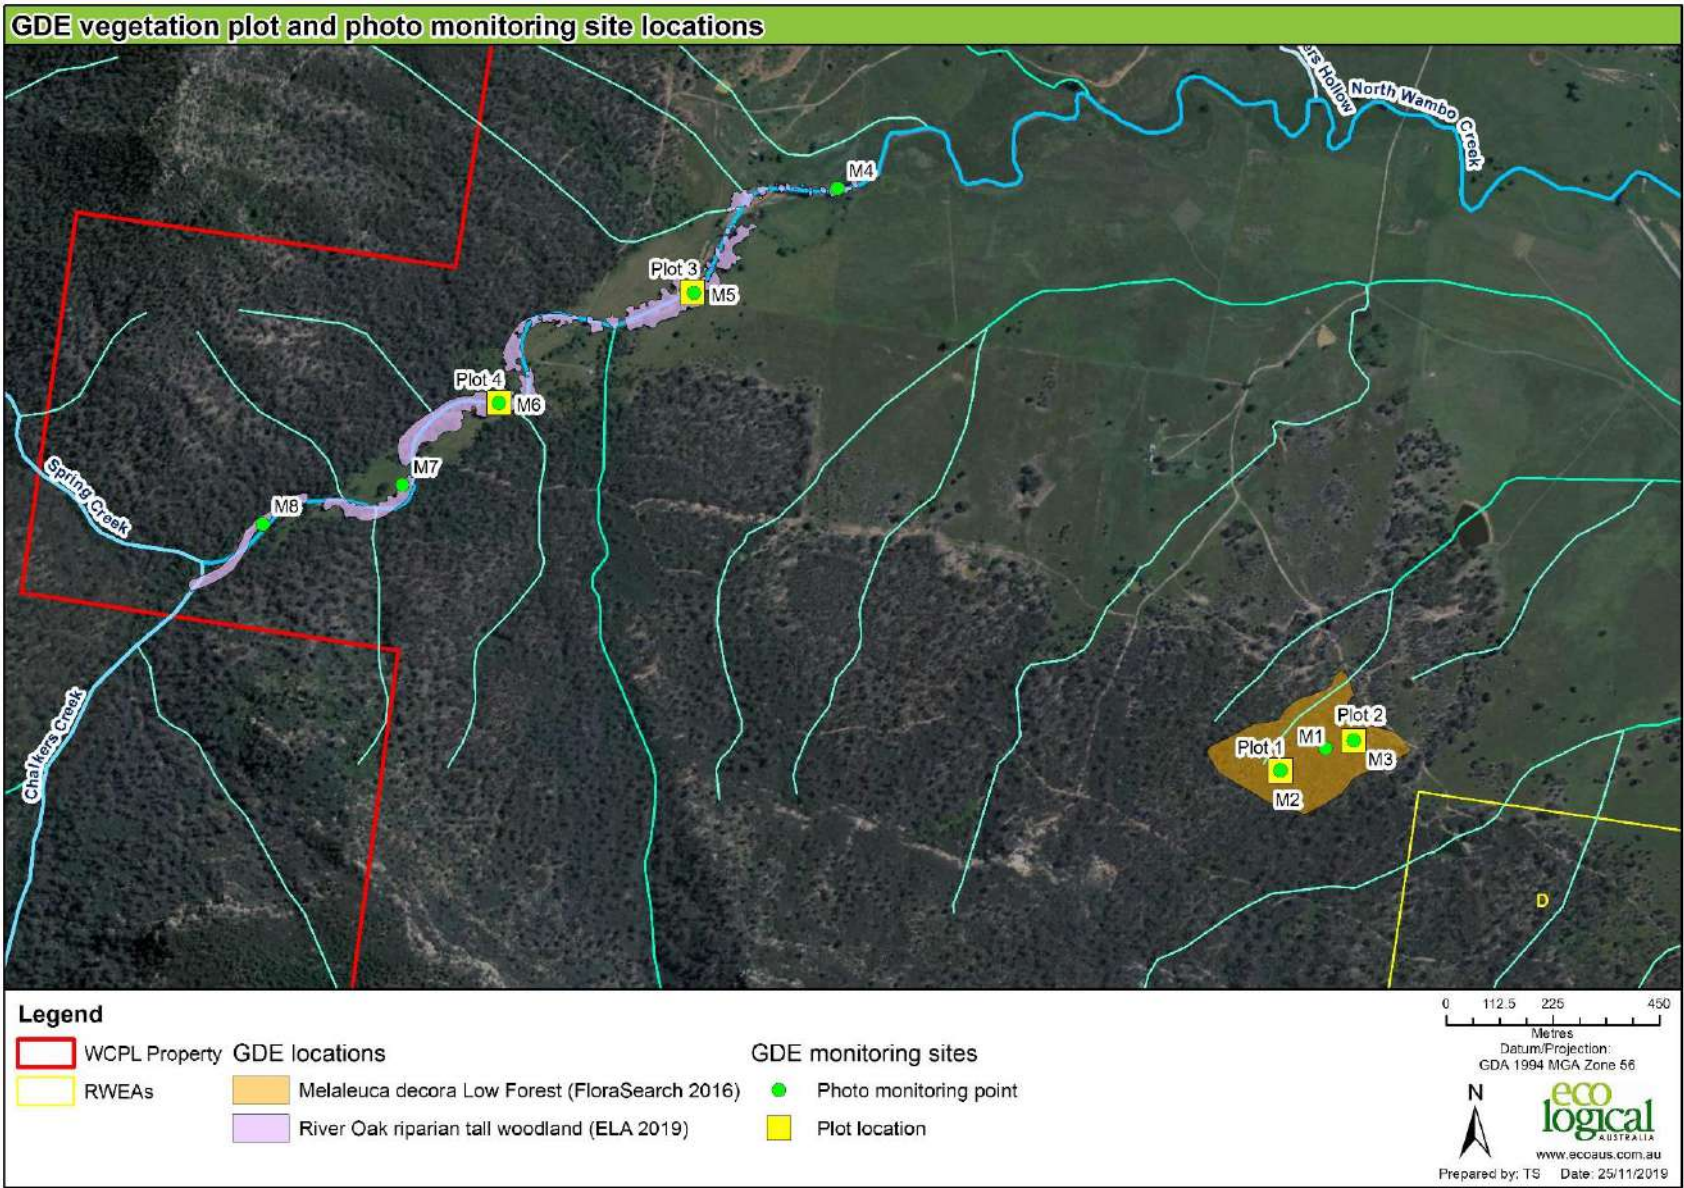 GDE vegetation plot and photo monitoring site locations
ers Hollow
North Wambo Creek
M4
Plot 3
M5
Plot 4
M6
M7
Spring Creek
M8
Chalkers Creek
Plot 2
M1
Plot 1
M3
M2
D
Legend
WCPL Property
RWEAs
GDE locations
Melaleuca decora Low Forest (FloraSearch 2016)
River Oak riparian tall woodland (ELA 2019)
GDE monitoring sites
Photo monitoring point
Plot location
0 112.5 225 450
Metres
Datum/Projection:
GDA 1994 MGA Zone 56
N
eco
logical
AUSTRALIA
www.ecoaus.com.au
Prepared by: TS Date: 25/11/2019